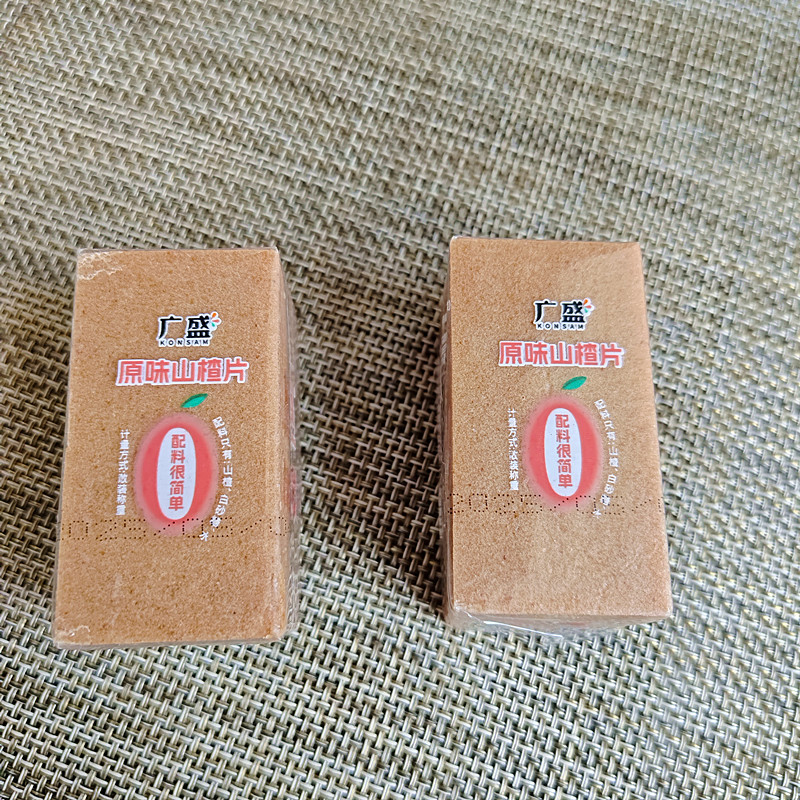 广盛
KONSAM
原味山楂片
配料很简单
计量方式:散装称重
配料只有:山楂、白砂糖、水
广盛
KONSAM
原味山楂片
配料很简单
计量方式:散装称重
配料只有:山楂、白砂糖、水